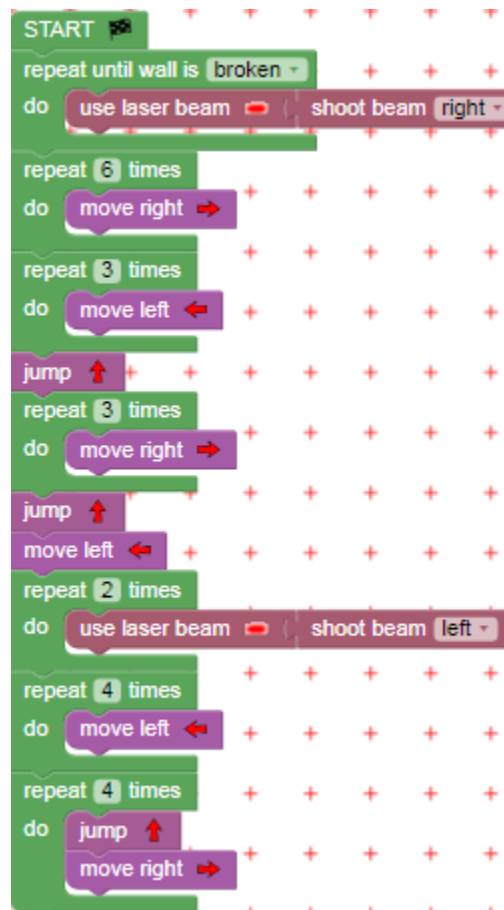 START
repeat until wall is broken
do use laser beam shoot beam right
repeat 6 times
do move right
repeat 3 times
do move left
jump
repeat 3 times
do move right
jump
move left
repeat 2 times
do use laser beam shoot beam left
repeat 4 times
do move left
repeat 4 times
do jump
move right